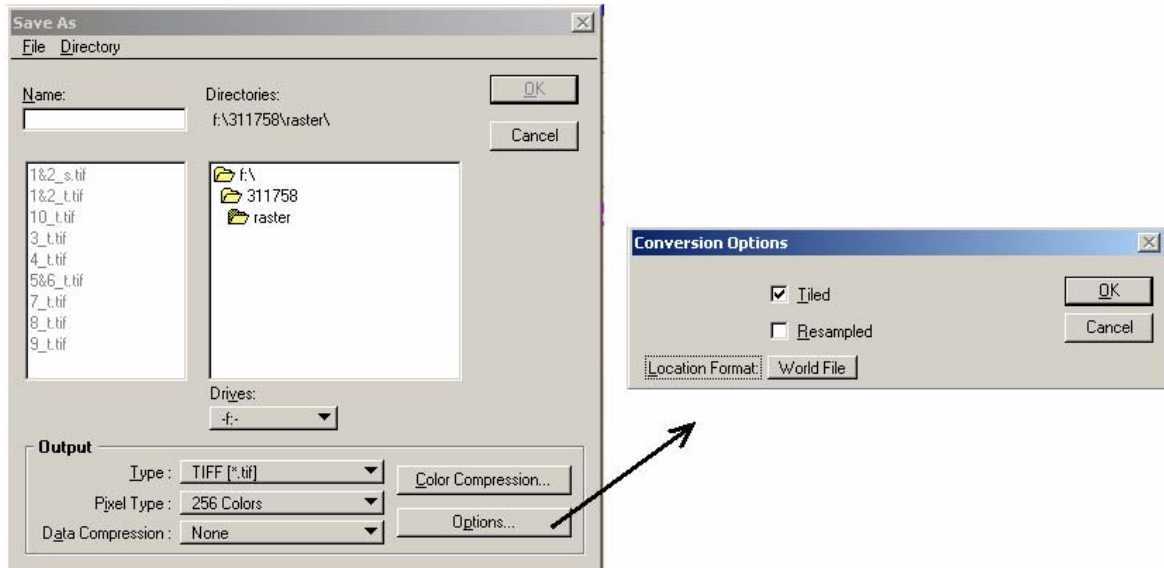 Save As
File Directory
Name:
Directories:
f:\311758\raster\
OK
Cancel
1&2_s.tif
1&2_t.tif
10_t.tif
3_t.tif
4_t.tif
5&6_t.tif
7_t.tif
8_t.tif
9_t.tif
f:\
311758
raster
Drives:
-f:-
Output
Type : TIFF [*.tif]
Pixel Type : 256 Colors
Data Compression : None
Color Compression...
Options...
Conversion Options
Tiled
Resampled
Location Format: World File
OK
Cancel